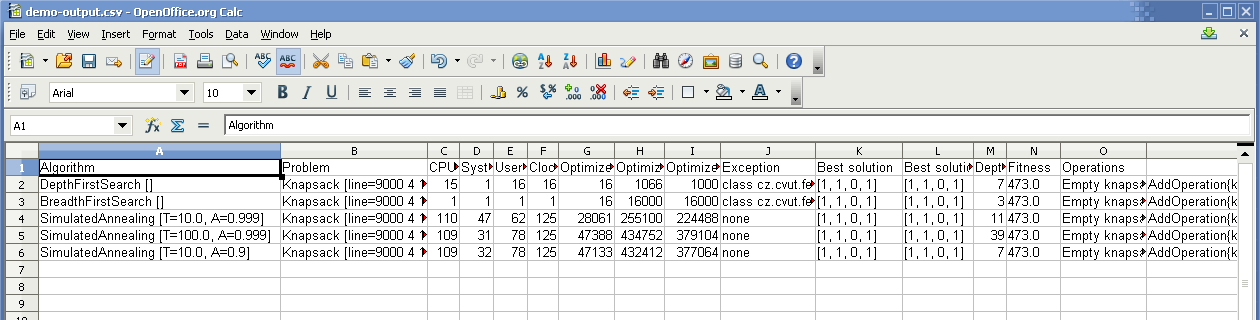 demo-output.csv - OpenOffice.org Calc
File Edit View Insert Format Tools Data Window Help
Arial 10
A1 Algorithm
A B C D E F G H I J K L M N O
1 Algorithm Problem CPU Syst User Cloc Optimize Optimiz Optimize Exception Best solution Best soluti Dept Fitness Operations
2 DepthFirstSearch [] Knapsack [line=9000 4 1 15 1 16 16 16 1066 1000 class cz.cvut.fe [1, 1, 0, 1] [1, 1, 0, 1] 7 473.0 Empty knaps AddOperation{k
3 BreadthFirstSearch [] Knapsack [line=9000 4 1 1 1 1 1 16 16000 16000 class cz.cvut.fe [1, 1, 0, 1] [1, 1, 0, 1] 3 473.0 Empty knaps AddOperation{k
4 SimulatedAnnealing [T=10.0, A=0.999] Knapsack [line=9000 4 1 110 47 62 125 28061 255100 224488 none [1, 1, 0, 1] [1, 1, 0, 1] 11 473.0 Empty knaps AddOperation{k
5 SimulatedAnnealing [T=100.0, A=0.999] Knapsack [line=9000 4 1 109 31 78 125 47388 434752 379104 none [1, 1, 0, 1] [1, 1, 0, 1] 39 473.0 Empty knaps AddOperation{k
6 SimulatedAnnealing [T=10.0, A=0.9] Knapsack [line=9000 4 1 109 32 78 125 47133 432412 377064 none [1, 1, 0, 1] [1, 1, 0, 1] 7 473.0 Empty knaps AddOperation{k
7
8
9
10